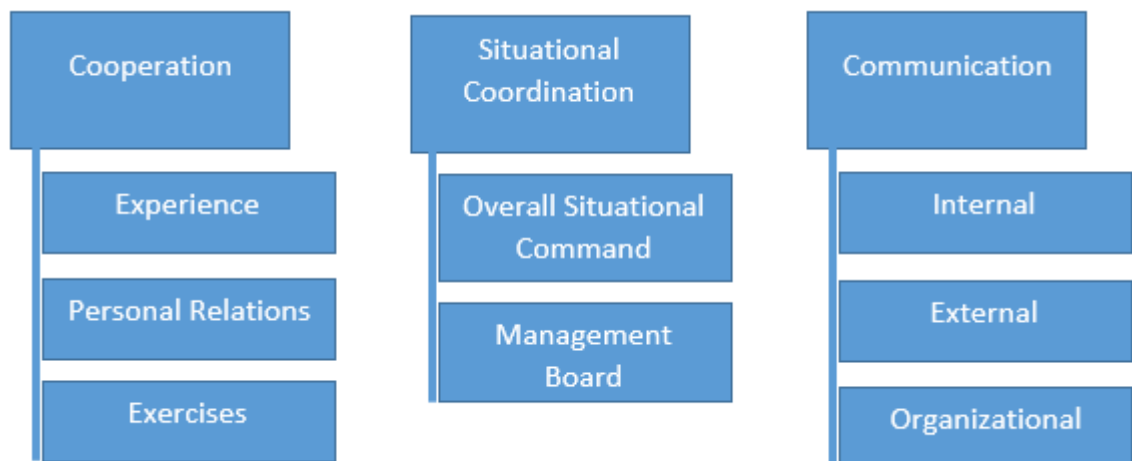 Cooperation
Experience
Personal Relations
Exercises
Situational
Coordination
Overall Situational
Command
Management
Board
Communication
Internal
External
Organizational